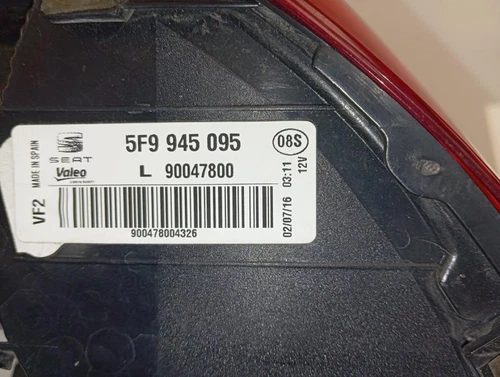 5F9 945 095
SEAT
MADE IN SPAIN
Valeo
L 90047800
VF2
900478004326
08S
12V
02/07/16 03:11